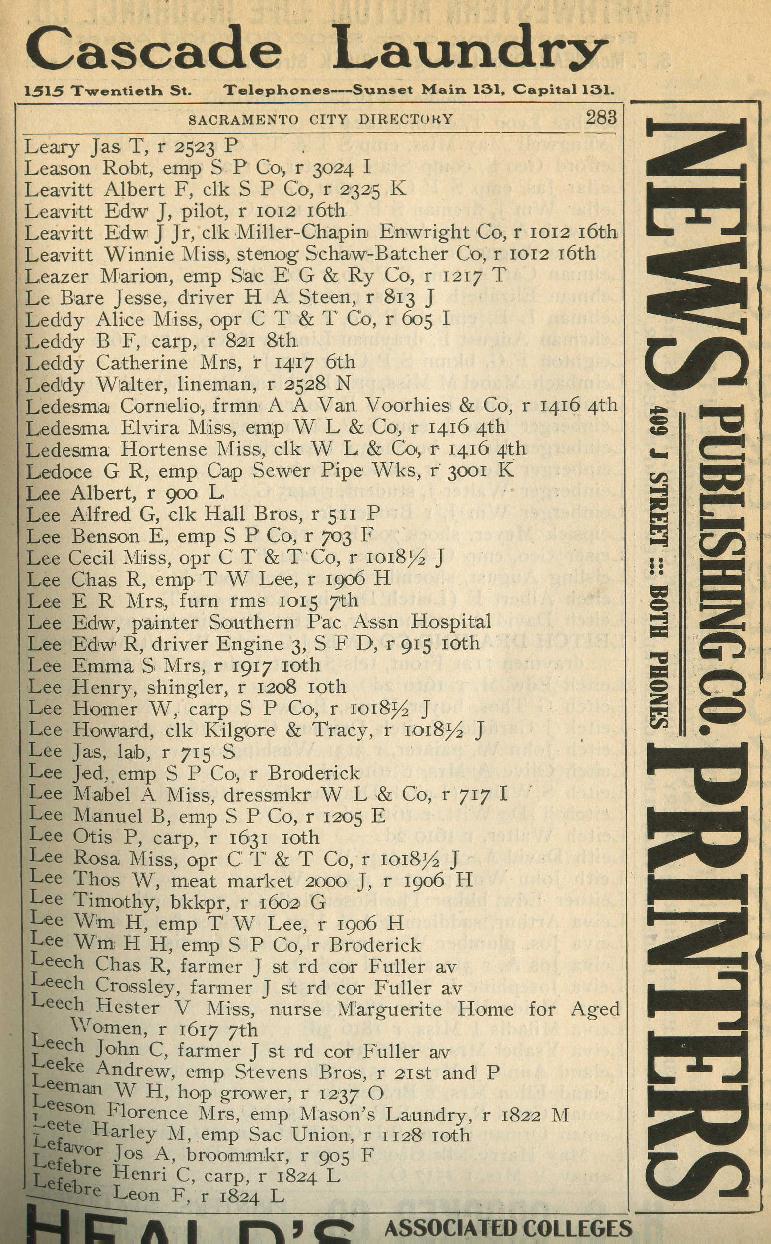 Cascade Laundry
1515 Twentieth St. Telephones---Sunset Main 131, Capital 131.
SACRAMENTO CITY DIRECTORY 283
Leary Jas T, r 2523 P
Leason Robt, emp S P Co, r 3024 I
Leavitt Albert F, clk S P Co, r 2325 K
Leavitt Edw J, pilot, r 1012 16th
Leavitt Edw J Jr, clk Miller-Chapin Enwright Co, r 1012 16th
Leavitt Winnie Miss, stenog Schaw-Batcher Co, r 1012 16th
Leazer Marion, emp Sac E G & Ry Co, r 1217 T
Le Bare Jesse, driver H A Steen, r 813 J
Leddy Alice Miss, opr C T & T Co, r 605 I
Leddy B F, carp, r 821 8th
Leddy Catherine Mrs, r 1417 6th
Leddy Walter, lineman, r 2528 N
Ledesma Cornelio, frmn A A Van Voorhies & Co, r 1416 4th
Ledesma Elvira Miss, emp W L & Co, r 1416 4th
Ledesma Hortense Miss, clk W L & Co, r 1416 4th
Ledoce G R, emp Cap Sewer Pipe Wks, r 3001 K
Lee Albert, r 900 L
Lee Alfred G, clk Hall Bros, r 511 P
Lee Benson E, emp S P Co, r 703 F
Lee Cecil Miss, opr C T & T Co, r 1018½ J
Lee Chas R, emp T W Lee, r 1906 H
Lee E R Mrs, furn rms 1015 7th
Lee Edw, painter Southern Pac Assn Hospital
Lee Edw R, driver Engine 3, S F D, r 915 10th
Lee Emma S Mrs, r 1917 10th
Lee Henry, shingler, r 1208 10th
Lee Homer W, carp S P Co, r 1018½ J
Lee Howard, clk Kilgore & Tracy, r 1018½ J
Lee Jas, lab, r 715 S
Lee Jed, emp S P Co, r Broderick
Lee Mabel A Miss, dressmkr W L & Co, r 717 I
Lee Manuel B, emp S P Co, r 1205 E
Lee Otis P, carp, r 1631 10th
Lee Rosa Miss, opr C T & T Co, r 1018½ J
Lee Thos W, meat market 2000 J, r 1906 H
Lee Timothy, bkkpr, r 1602 G
Lee Wm H, emp T W Lee, r 1906 H
Lee Wm H H, emp S P Co, r Broderick
Leech Chas R, farmer J st rd cor Fuller av
Leech Crossley, farmer J st rd cor Fuller av
Leech Hester V Miss, nurse Marguerite Home for Aged
Women, r 1617 7th
Leech John C, farmer J st rd cor Fuller av
Leeke Andrew, emp Stevens Bros, r 21st and P
Leeman W H, hop grower, r 1237 O
Leeson Florence Mrs, emp Mason's Laundry, r 1822 M
Leete Harley M, emp Sac Union, r 1128 10th
Lefavor Jos A, broommkr, r 905 F
Lefebre Henri C, carp, r 1824 L
Lefebre Leon F, r 1824 L
NEWS PUBLISHING CO. PRINTERS
409 J STREET ::: BOTH PHONES
HEALD'S ASSOCIATED COLLEGES